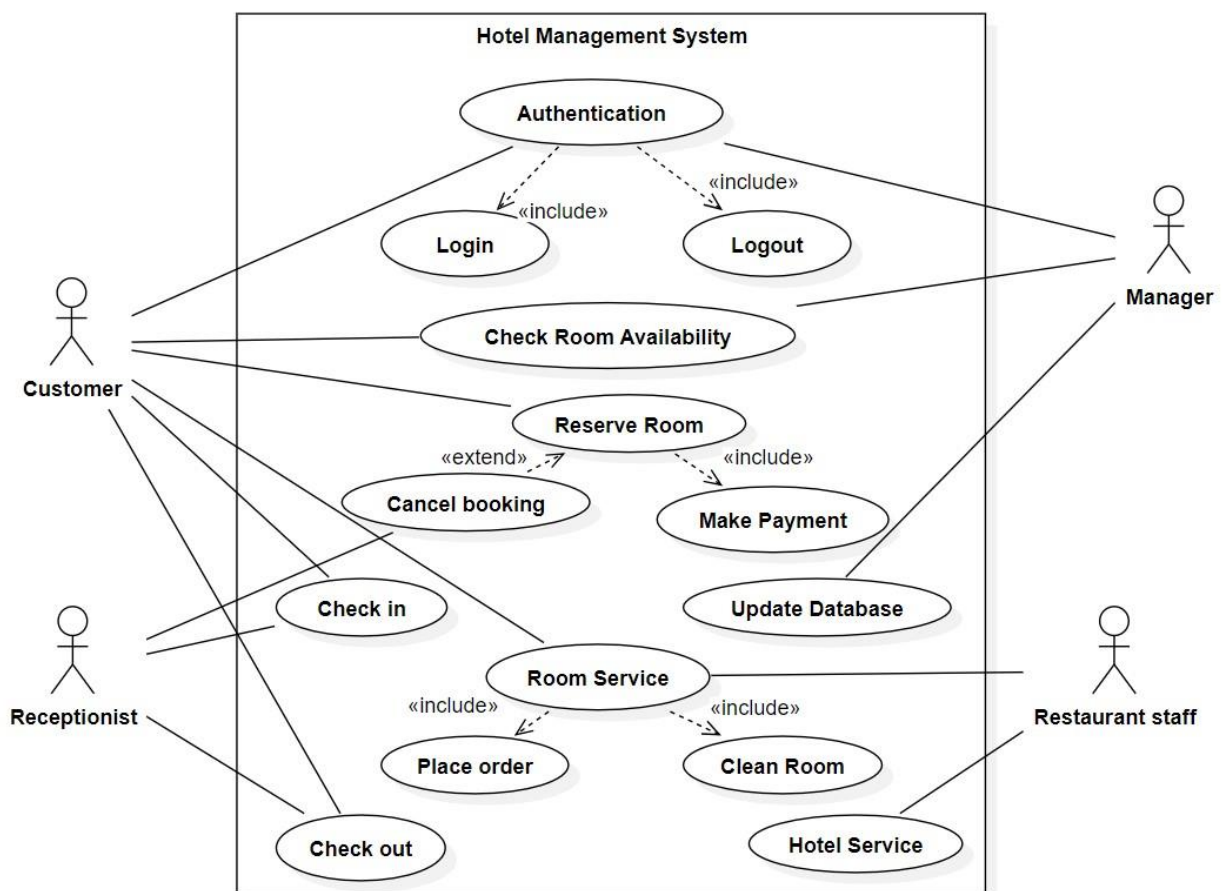 Hotel Management System
Authentication
«include»
«include»
Login
Logout
Manager
Check Room Availability
Customer
Reserve Room
«extend»
«include»
Cancel booking
Make Payment
Check in
Update Database
Room Service
«include»
«include»
Receptionist
Restaurant staff
Place order
Clean Room
Check out
Hotel Service